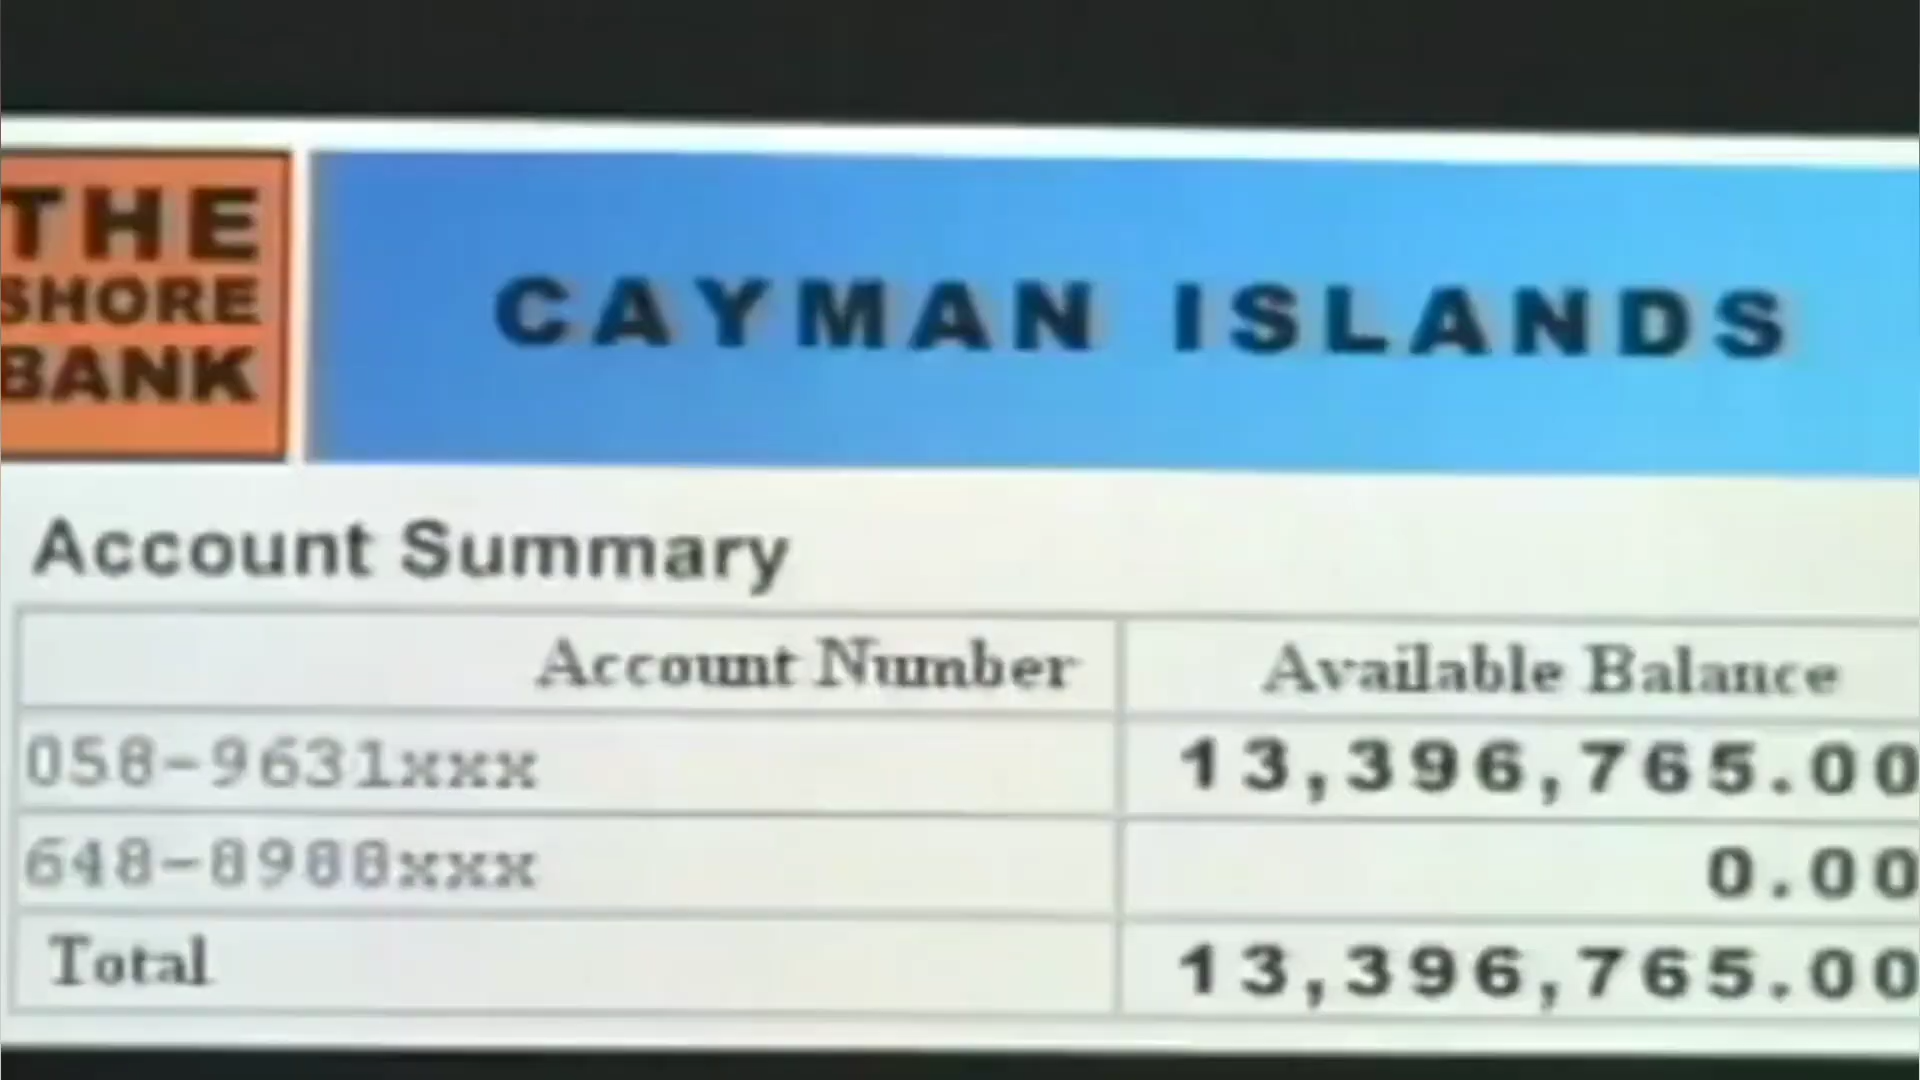 THE
SHORE
BANK
CAYMAN ISLANDS
Account Summary
Account Number Available Balance
058-9631xxx 13,396,765.00
648-8988xxx 0.00
Total 13,396,765.00